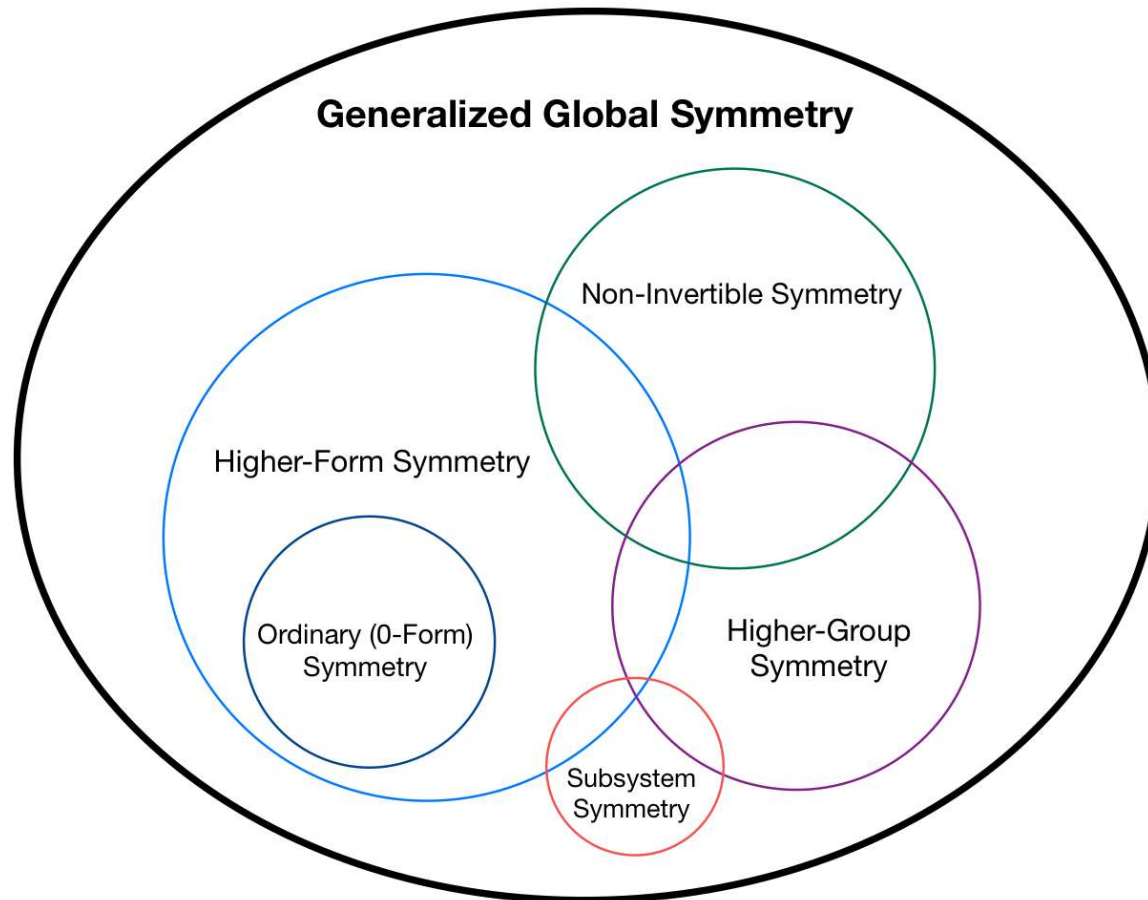 Generalized Global Symmetry
Non-Invertible Symmetry
Higher-Form Symmetry
Ordinary (0-Form)
Symmetry
Higher-Group
Symmetry
Subsystem
Symmetry